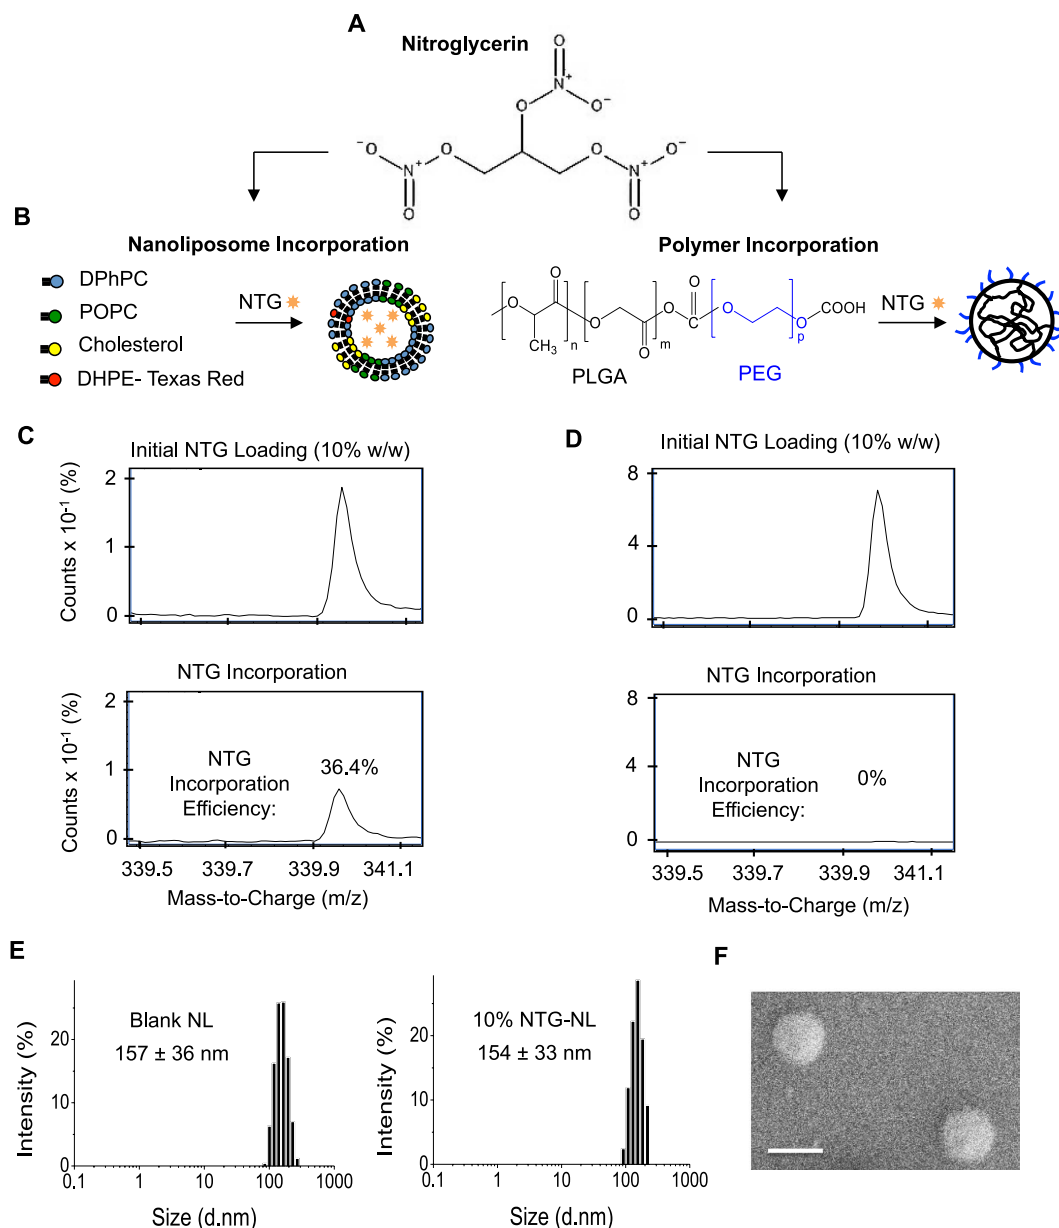 A
Nitroglycerin
O
N+
O
O−
−O
N+
O
O
O
N+
O−
O
B
Nanoliposome Incorporation
DPhPC
POPC
Cholesterol
DHPE- Texas Red
NTG
Polymer Incorporation
O
O
CH3
n
O
O
m
O
O
O
O
p
COOH
PLGA
PEG
NTG
C
Initial NTG Loading (10% w/w)
Counts x 10-1 (%)
2
1
0
NTG Incorporation
Counts x 10-1 (%)
2
1
0
NTG
Incorporation
Efficiency:
36.4%
339.5 339.7 339.9 341.1
Mass-to-Charge (m/z)
D
Initial NTG Loading (10% w/w)
8
4
0
NTG Incorporation
8
4
0
NTG
Incorporation
Efficiency:
0%
339.5 339.7 339.9 341.1
Mass-to-Charge (m/z)
E
Intensity (%)
20
10
0
Blank NL
157 ± 36 nm
0.1 1 10 100 1000
Size (d.nm)
Intensity (%)
20
10
0
10% NTG-NL
154 ± 33 nm
0.1 1 10 100 1000
Size (d.nm)
F